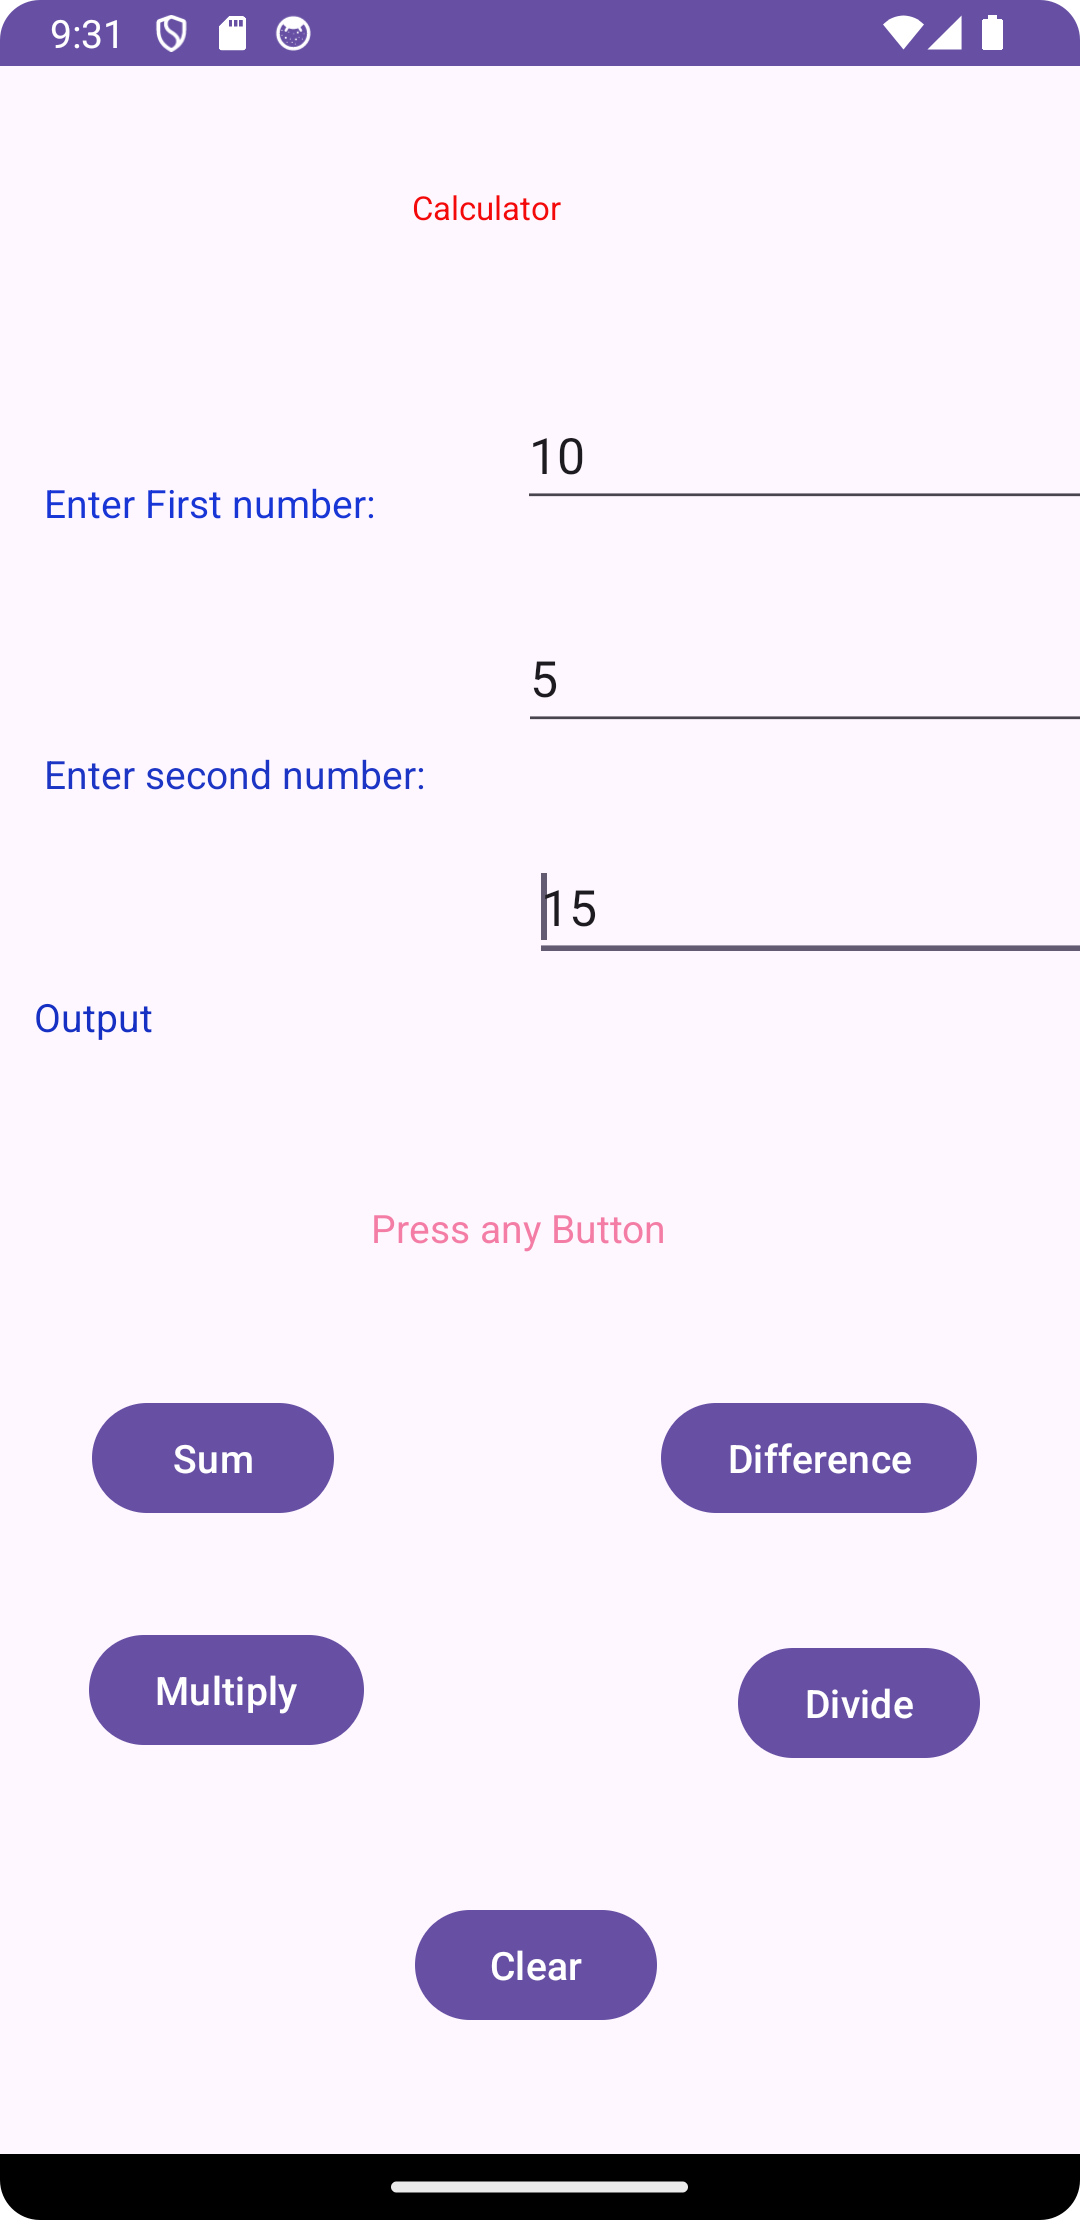 9:31
Calculator
10
Enter First number:
5
Enter second number:
15
Output
Press any Button
Sum
Difference
Multiply
Divide
Clear